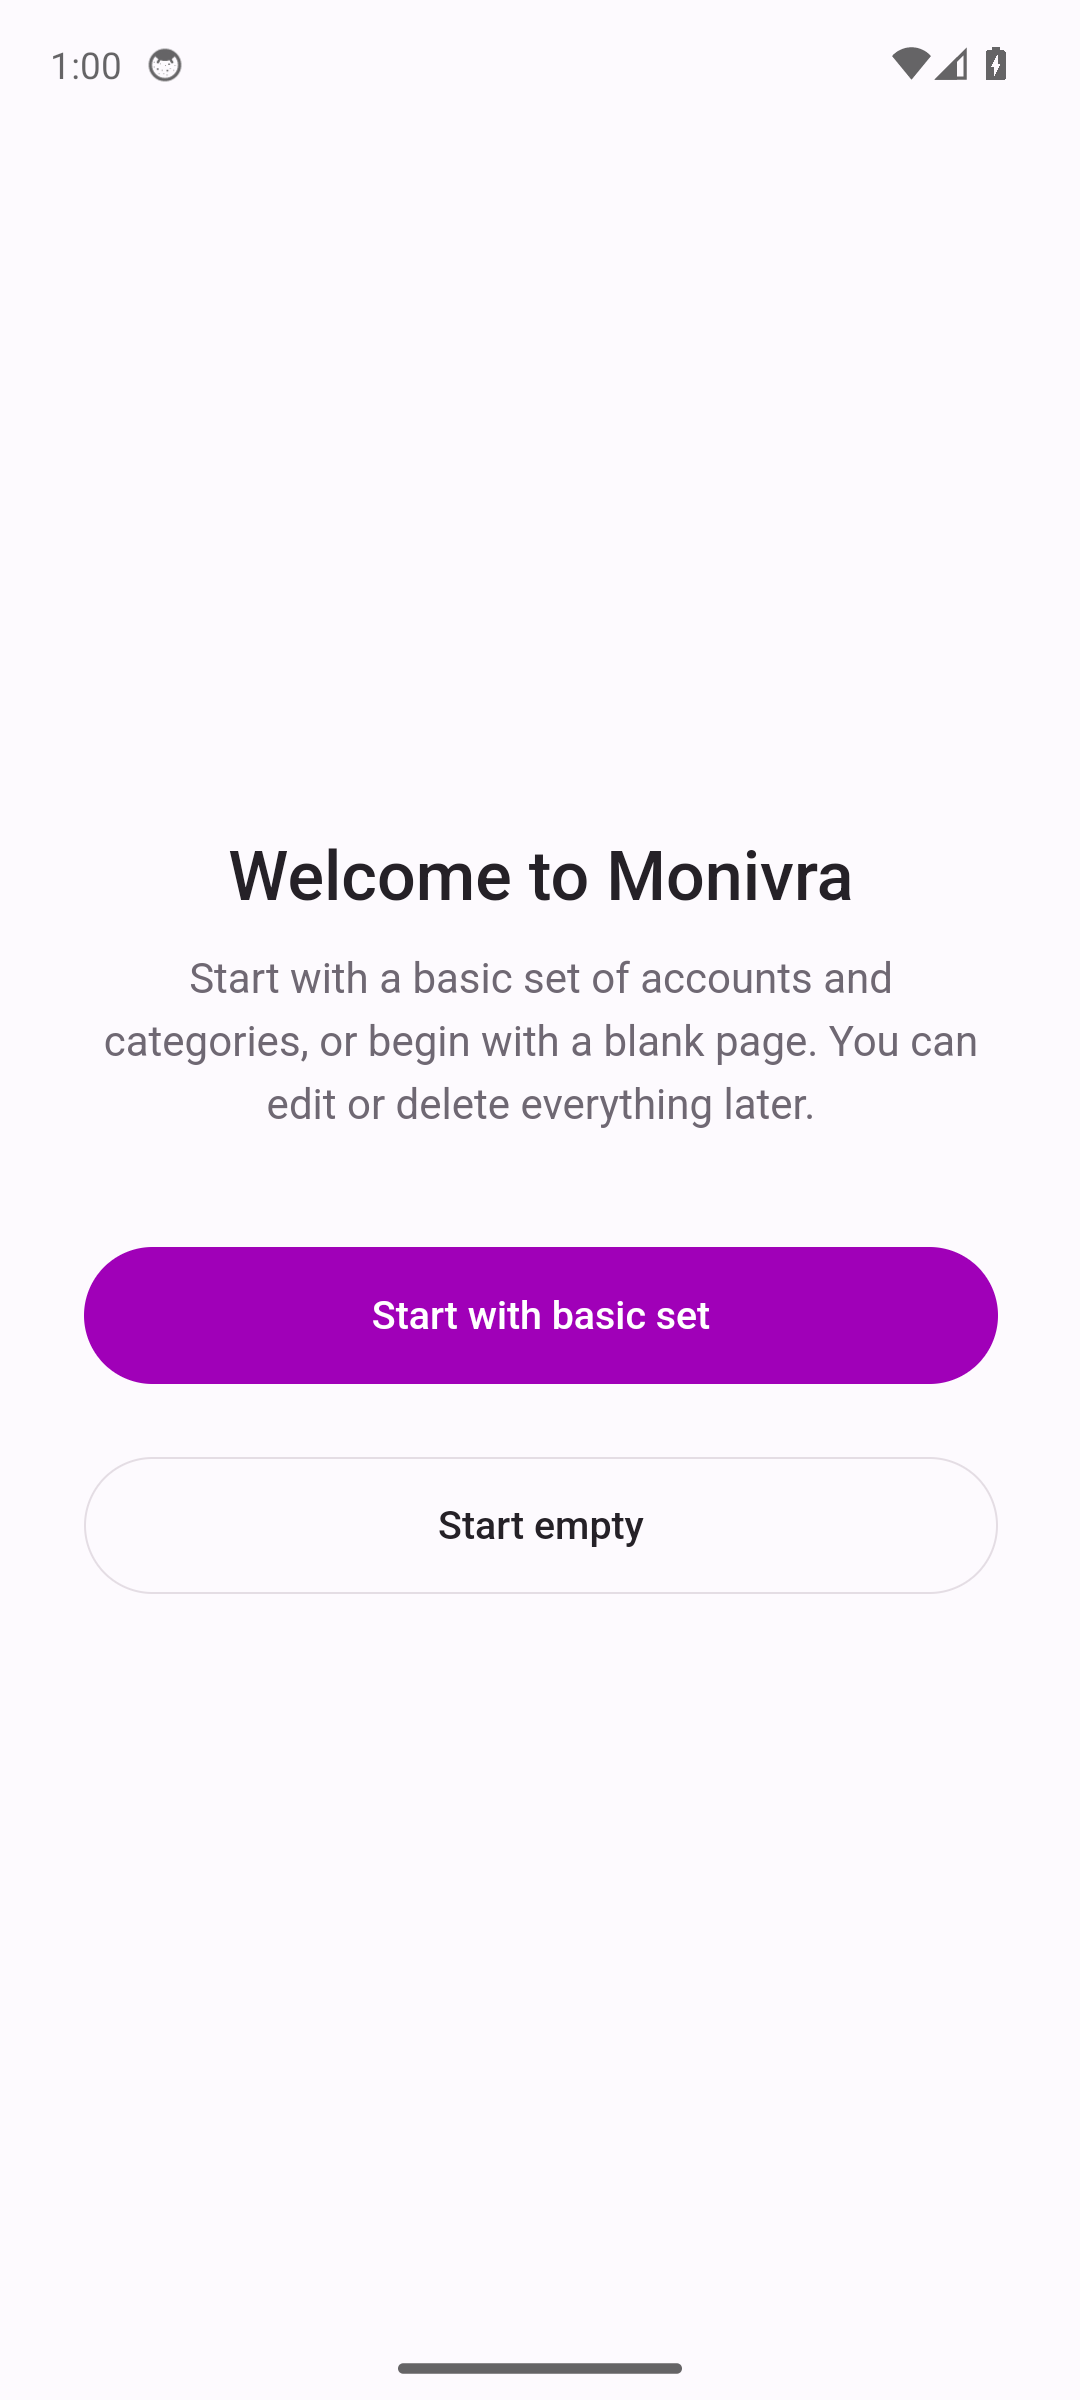 1:00
Welcome to Monivra
Start with a basic set of accounts and
categories, or begin with a blank page. You can
edit or delete everything later.
Start with basic set
Start empty